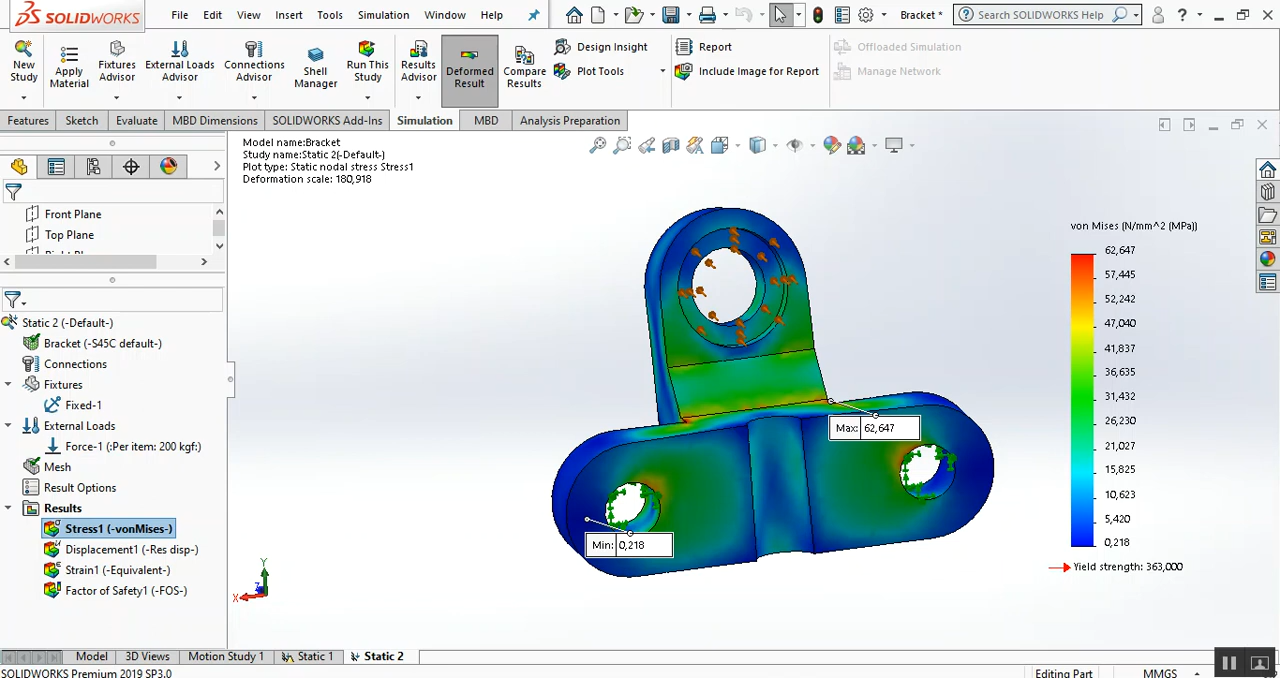 SOLIDWORKS
File Edit View Insert Tools Simulation Window Help
Bracket *
Search SOLIDWORKS Help
New Study
Apply Material
Fixtures Advisor
External Loads Advisor
Connections Advisor
Shell Manager
Run This Study
Results Advisor
Deformed Result
Compare Results
Design Insight
Plot Tools
Report
Include Image for Report
Offloaded Simulation
Manage Network
Features Sketch Evaluate MBD Dimensions SOLIDWORKS Add-Ins Simulation MBD Analysis Preparation
Front Plane
Top Plane
Static 2 (-Default-)
Bracket (-S45C default-)
Connections
Fixtures
Fixed-1
External Loads
Force-1 (:Per item: 200 kgf:)
Mesh
Result Options
Results
Stress1 (-vonMises-)
Displacement1 (-Res disp-)
Strain1 (-Equivalent-)
Factor of Safety1 (-FOS-)
Model name:Bracket
Study name:Static 2(-Default-)
Plot type: Static nodal stress Stress1
Deformation scale: 180,918
Max: 62,647
Min: 0,218
von Mises (N/mm^2 (MPa))
62,647
57,445
52,242
47,040
41,837
36,635
31,432
26,230
21,027
15,825
10,623
5,420
0,218
Yield strength: 363,000
Y
X
Z
Model 3D Views Motion Study 1 Static 1 Static 2
SOLIDWORKS Premium 2019 SP3.0
Editing Part
MMGS